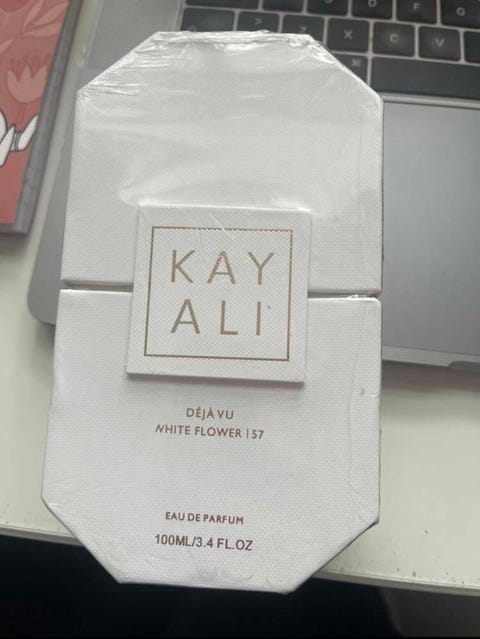 KAY
ALI
DÉJÀ VU
WHITE FLOWER | 57
EAU DE PARFUM
100ML/3.4 FL.OZ